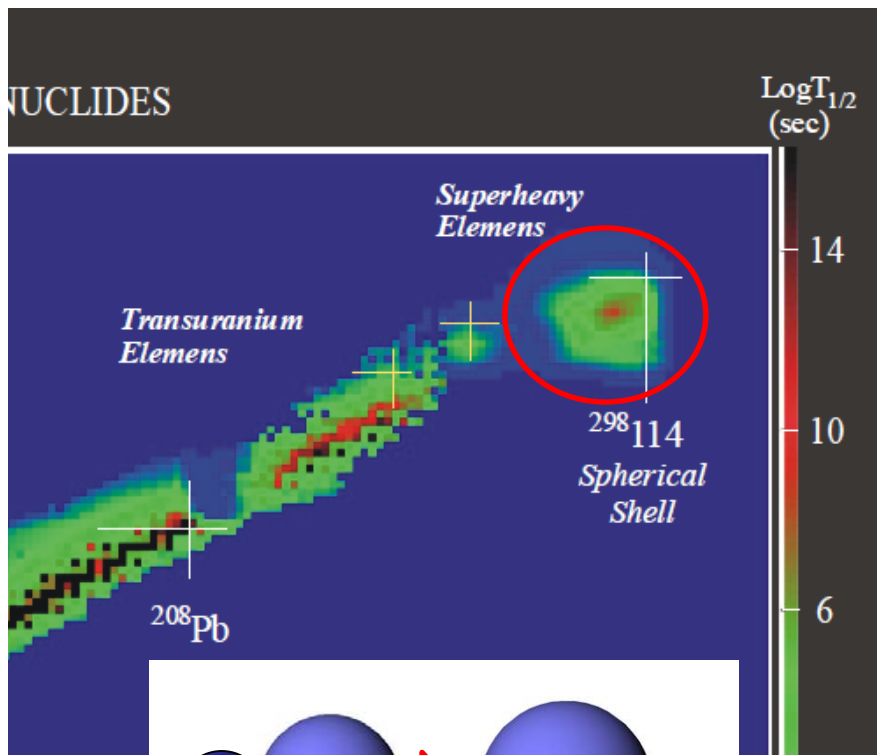 NUCLIDES
LogT1/2
(sec)
Superheavy
Elemens
14
Transuranium
Elemens
298114
10
Spherical
Shell
208Pb
6